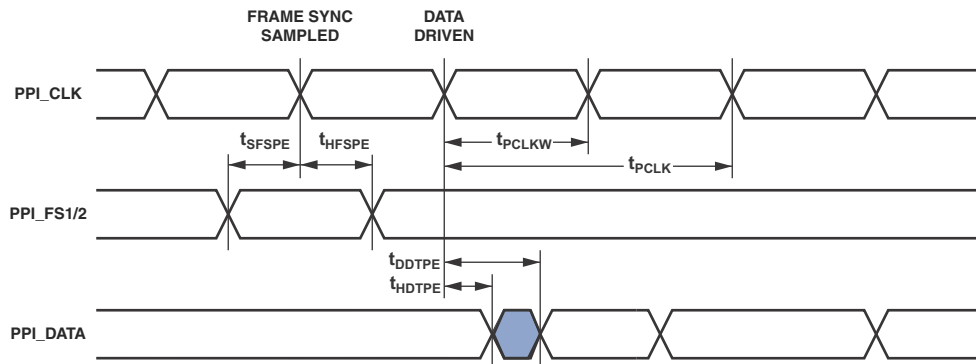 FRAME SYNC
SAMPLED
DATA
DRIVEN
PPI_CLK
tSFSPE
tHFSPE
tPCLKW
tPCLK
PPI_FS1/2
tDDTPE
tHDTPE
PPI_DATA